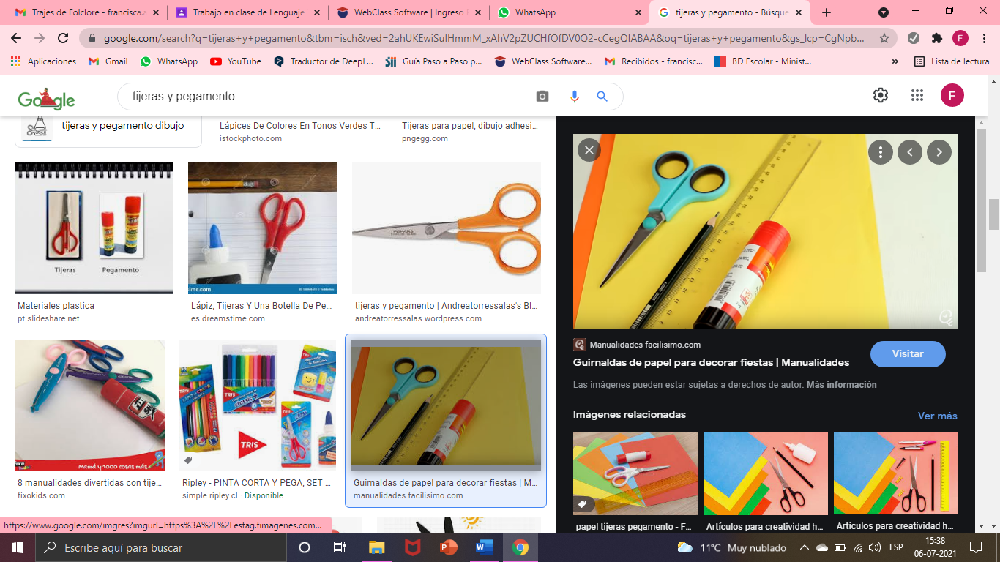 Trajes de Folclore - francisca.a
Trabajo en clase de Lenguaje
WebClass Software | Ingreso
WhatsApp
tijeras y pegamento - Búsque
google.com/search?q=tijeras+y+pegamento&tbm=isch&ved=2ahUKEwiSulHmmM_xAhV2pZUCHfOfDV0Q2-cCegQIABAA&oq=tijeras+y+pegamento&gs_lcp=CgNpb...
F
Aplicaciones
Gmail
WhatsApp
YouTube
Traductor de DeepL...
Sii Guía Paso a Paso p...
WebClass Software...
Recibidos - francisc...
BD Escolar - Minist...
»
Lista de lectura
Google
tijeras y pegamento
F
tijeras y pegamento dibujo
Lápices De Colores En Tonos Verdes T...
istockphoto.com
Tijeras para papel, dibujo adhesi...
pngegg.com
Tijeras
Pegamento
Materiales plastica
pt.slideshare.net
Lápiz, Tijeras Y Una Botella De Pe...
es.dreamstime.com
FISKARS
tijeras y pegamento | Andreatorressalas's Bl...
andreatorressalas.wordpress.com
Mamá y 1000 cosas más
8 manualidades divertidas con tije...
fixokids.com
TRIS
TRIS
Ripley - PINTA CORTA Y PEGA, SET ...
simple.ripley.cl · Disponible
Guirnaldas de papel para decorar fiestas | M...
manualidades.facilisimo.com
Manualidades facilisimo.com
Guirnaldas de papel para decorar fiestas | Manualidades
Visitar
Las imágenes pueden estar sujetas a derechos de autor. Más información
Imágenes relacionadas
Ver más
papel tijeras pegamento - F...
Artículos para creatividad h...
Artículos para creatividad h...
https://www.google.com/imgres?imgurl=https%3A%2F%2Festag.fimagenes.com...
Escribe aquí para buscar
11°C Muy nublado
ESP
15:38
06-07-2021